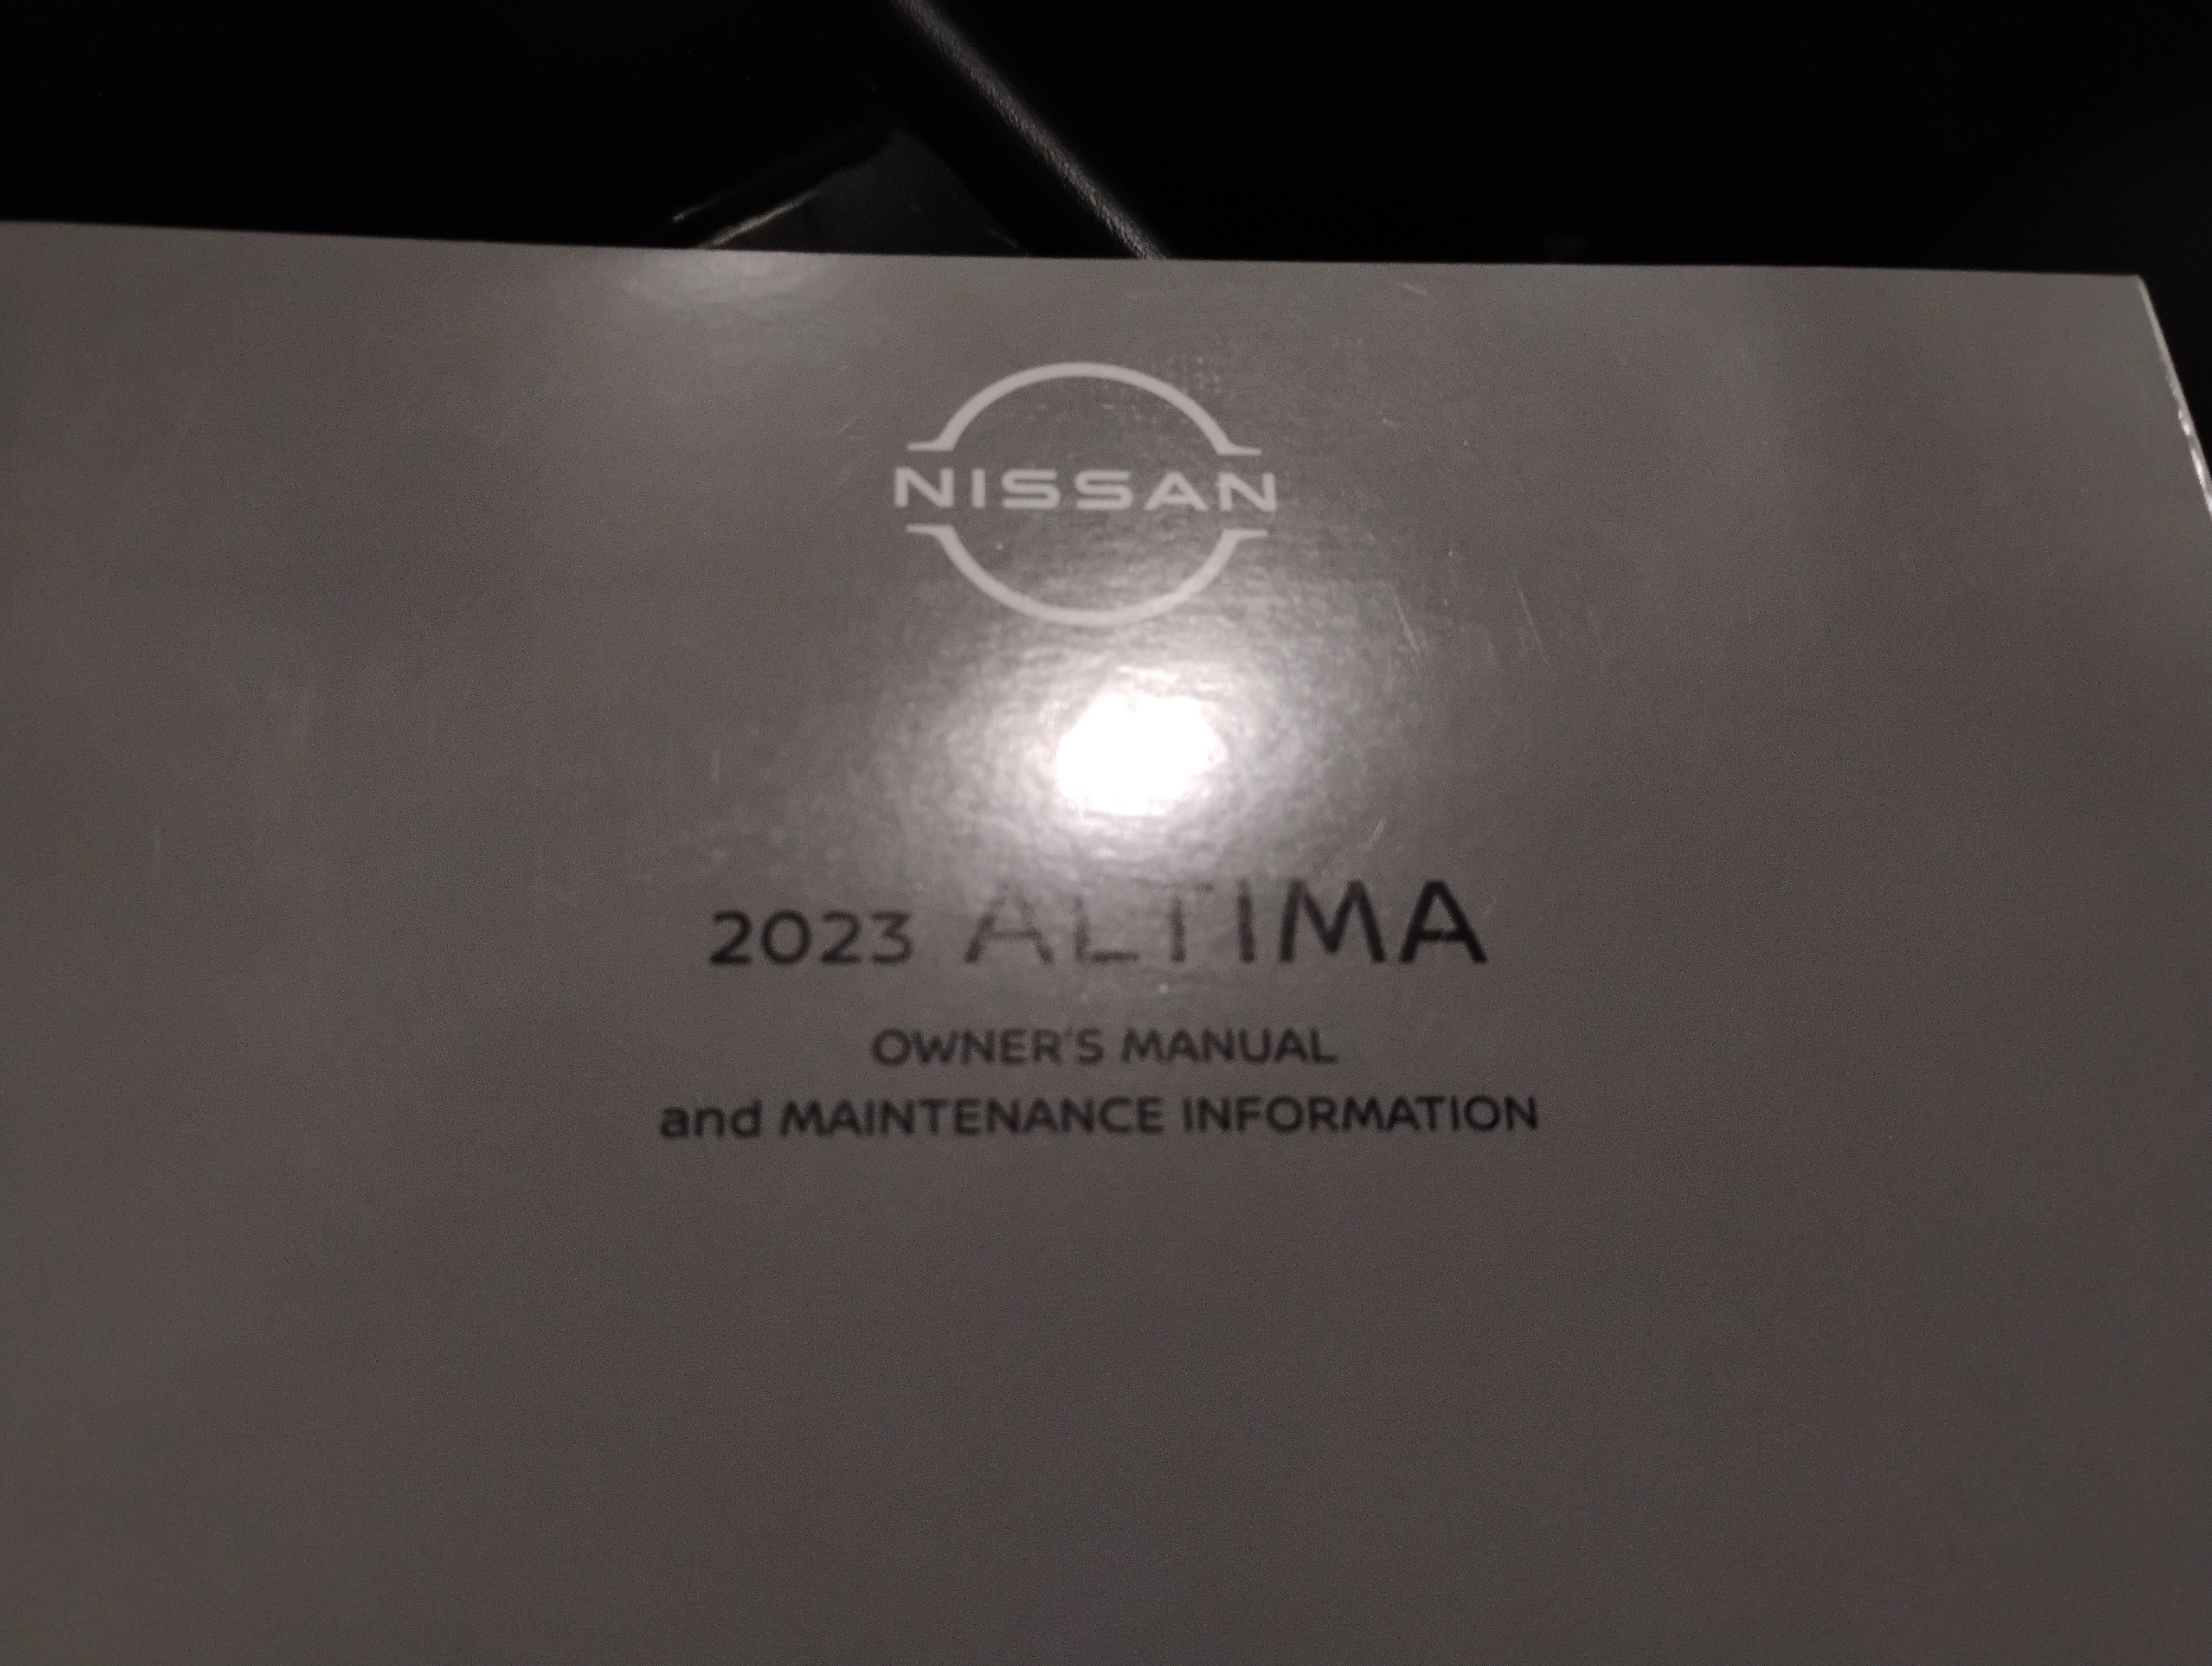 NISSAN
2023 ALTIMA
OWNER'S MANUAL
and MAINTENANCE INFORMATION